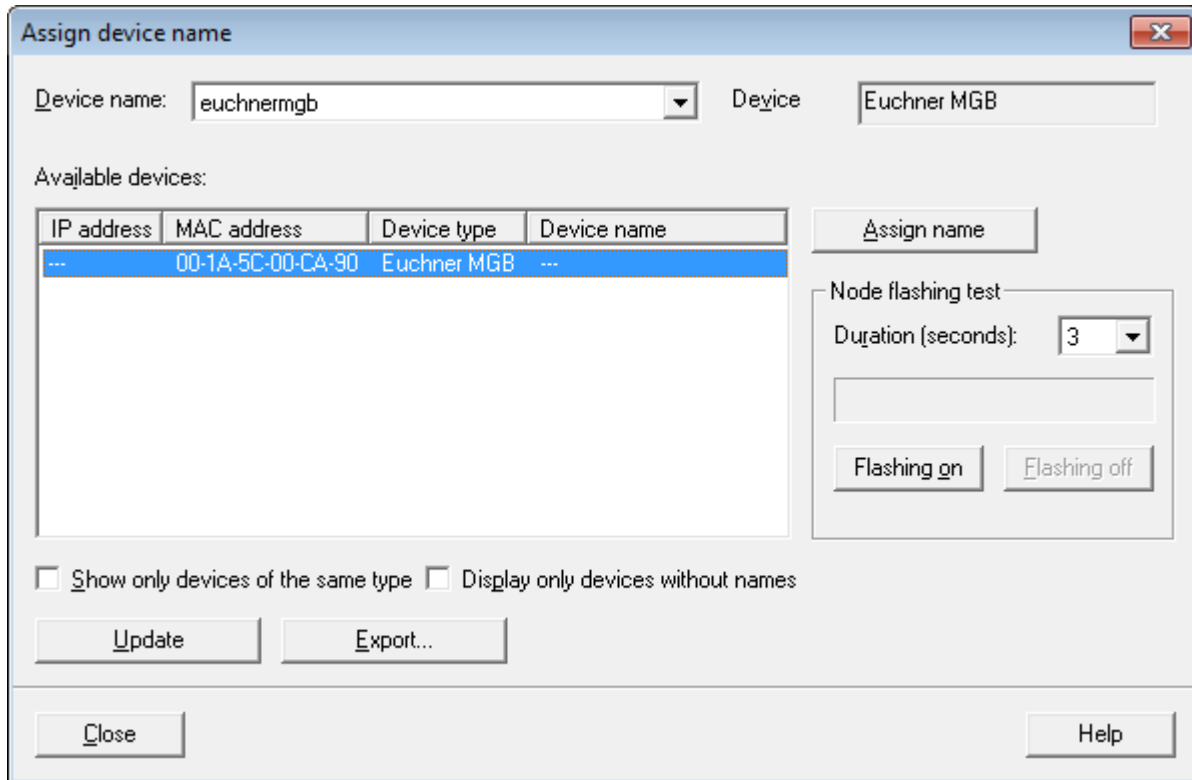 Assign device name
Device name: euchnermgb Device Euchner MGB
Available devices:
IP address MAC address Device type Device name
--- 00-1A-5C-00-CA-90 Euchner MGB ---
Assign name
Node flashing test
Duration (seconds): 3
Flashing on Flashing off
Show only devices of the same type Display only devices without names
Update Export...
Close Help